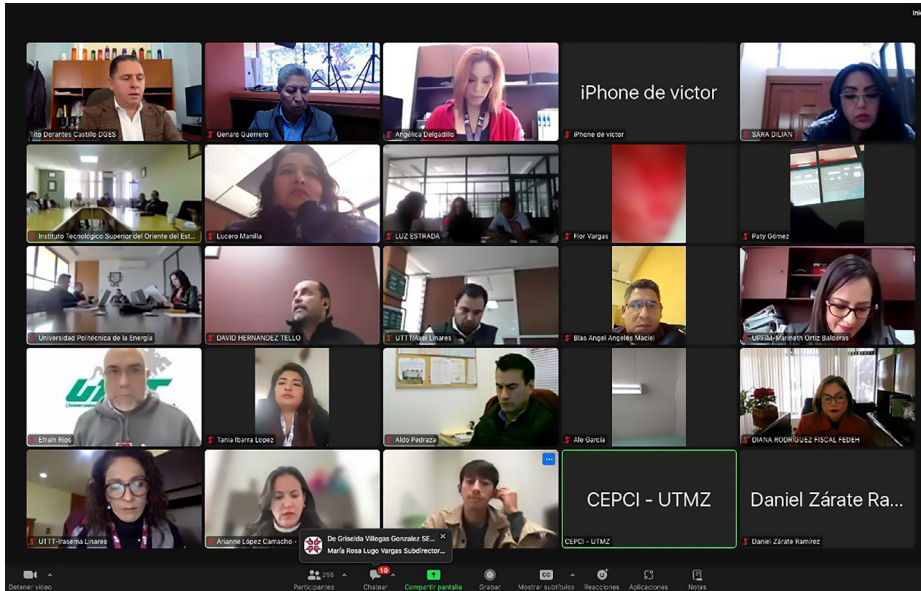 Tito Dorantes Castillo DGES
Genaro Guerrero
Angélica Delgadillo
iPhone de victor
iPhone de victor
SARA DILIAN
Instituto Tecnológico Superior del Oriente del Est...
Lucero Manilla
LUZ ESTRADA
Flor Vargas
Paty Gómez
Universidad Politécnica de la Energía
DAVID HERNANDEZ TELLO
UTTT/Axel Linares
Blas Angel Angeles Maciel
UPFIM-Marineth Ortiz Balderas
Efraín Ríos
Tania Ibarra Lopez
Aldo Pedraza
Ale García
DIANA RODRÍGUEZ FISCAL FEDEH
UTTT-Irasema Linares
Arianne López Camacho -
CEPCI - UTMZ
CEPCI - UTMZ
Daniel Zárate Ra...
Daniel Zárate Ramírez
De Griselda Villegas Gonzalez SE...
María Rosa Lugo Vargas Subdirector...
Detener video
255
Participantes
10
Chatear
Compartir pantalla
Grabar
CC
Mostrar subtítulos
Reacciones
Aplicaciones
Notas